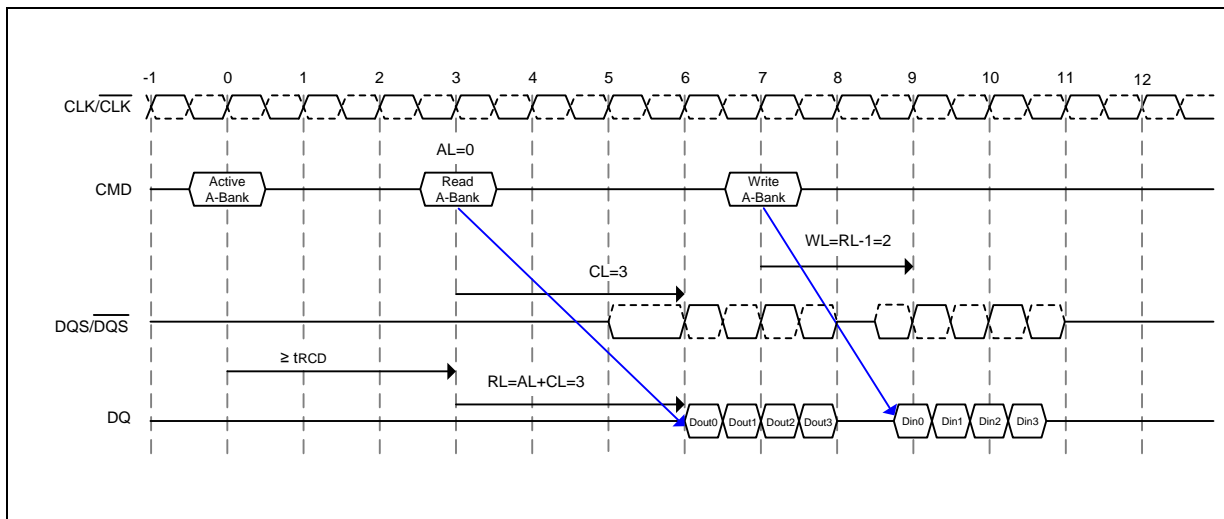 -1 0 1 2 3 4 5 6 7 8 9 10 11 12
CLK/CLK
AL=0
CMD
Active
A-Bank
Read
A-Bank
Write
A-Bank
WL=RL-1=2
CL=3
DQS/DQS
≥ tRCD
RL=AL+CL=3
DQ
Dout0 Dout1 Dout2 Dout3 Din0 Din1 Din2 Din3